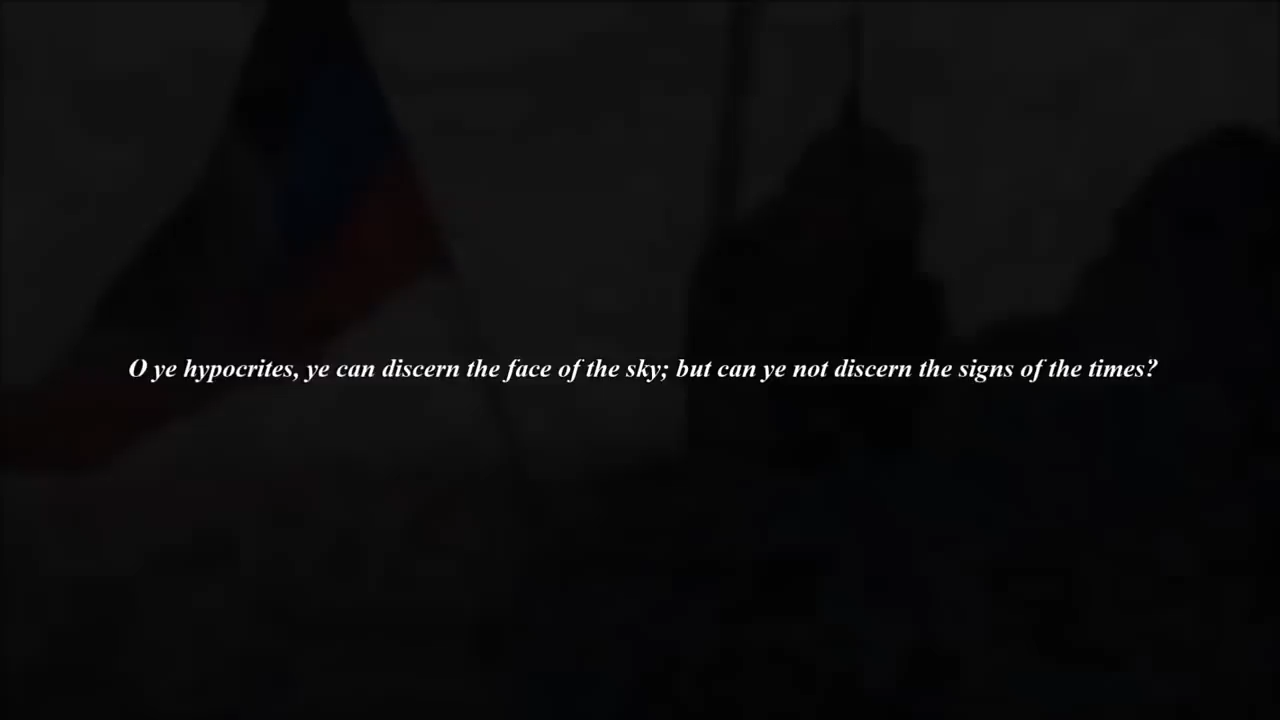 O ye hypocrites, ye can discern the face of the sky; but can ye not discern the signs of the times?